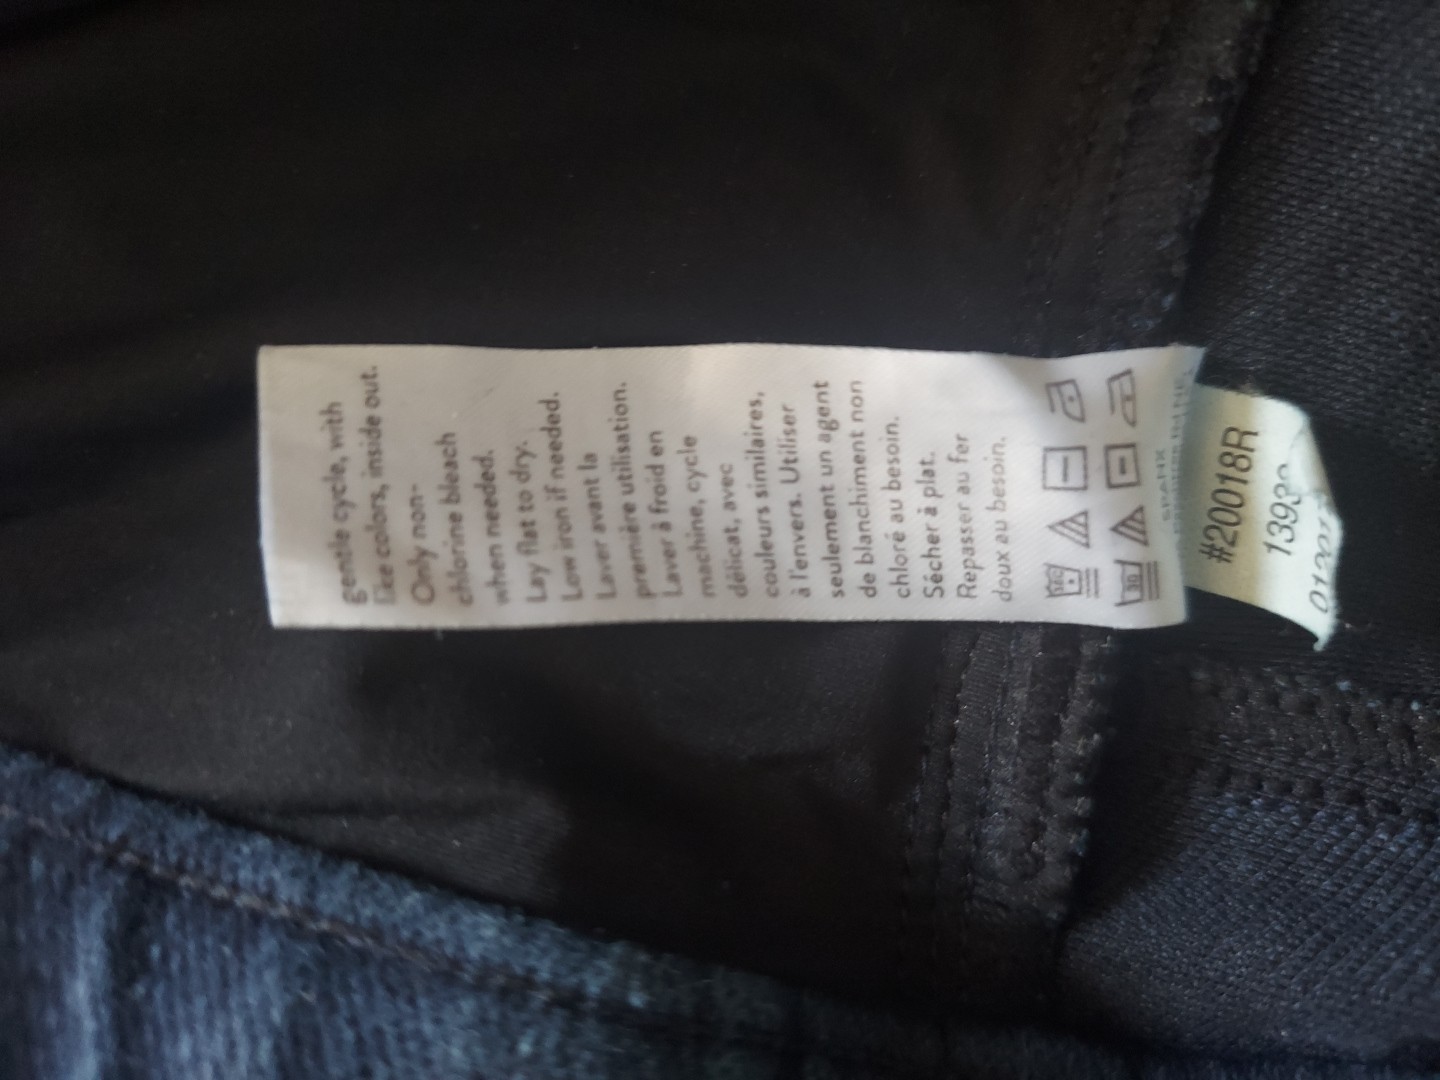 gentle cycle, with
like colors, inside out.
Only non-
chlorine bleach
when needed.
Lay flat to dry.
Low iron if needed.
Laver avant la
première utilisation.
Laver à froid en
machine, cycle
délicat, avec
couleurs similaires,
à l'envers. Utiliser
seulement un agent
de blanchiment non
chloré au besoin.
Sécher à plat.
Repasser au fer
doux au besoin.
30
SPANX
#20018R